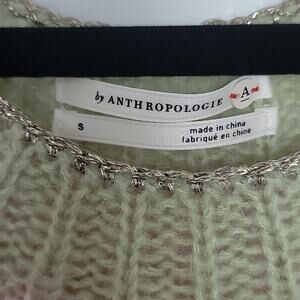 by ANTHROPOLOGIE A
S
made in china
fabriqué en chine